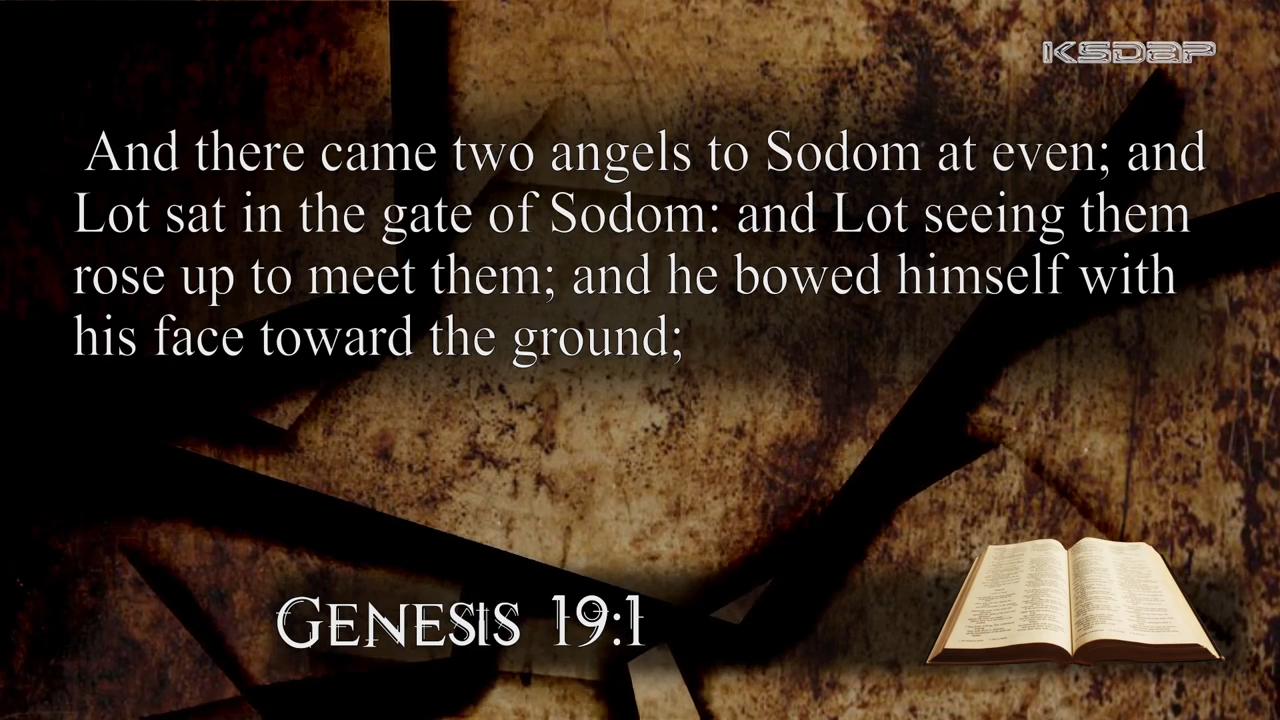 KSDAP
And there came two angels to Sodom at even; and
Lot sat in the gate of Sodom: and Lot seeing them
rose up to meet them; and he bowed himself with
his face toward the ground;
Genesis 19:1